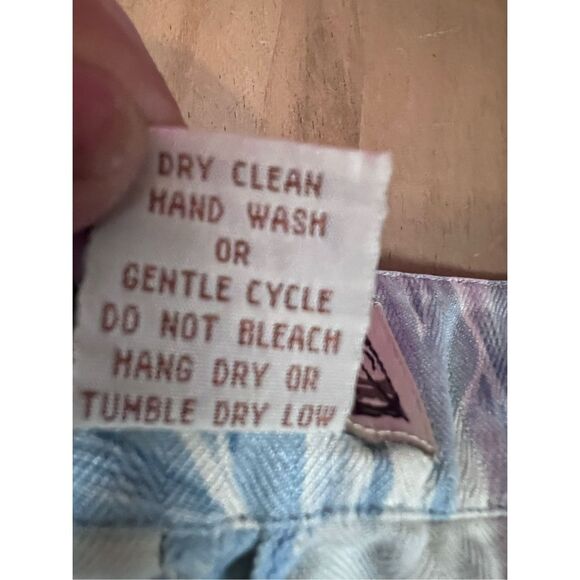 DRY CLEAN
HAND WASH
OR
GENTLE CYCLE
DO NOT BLEACH
HANG DRY OR
TUMBLE DRY LOW